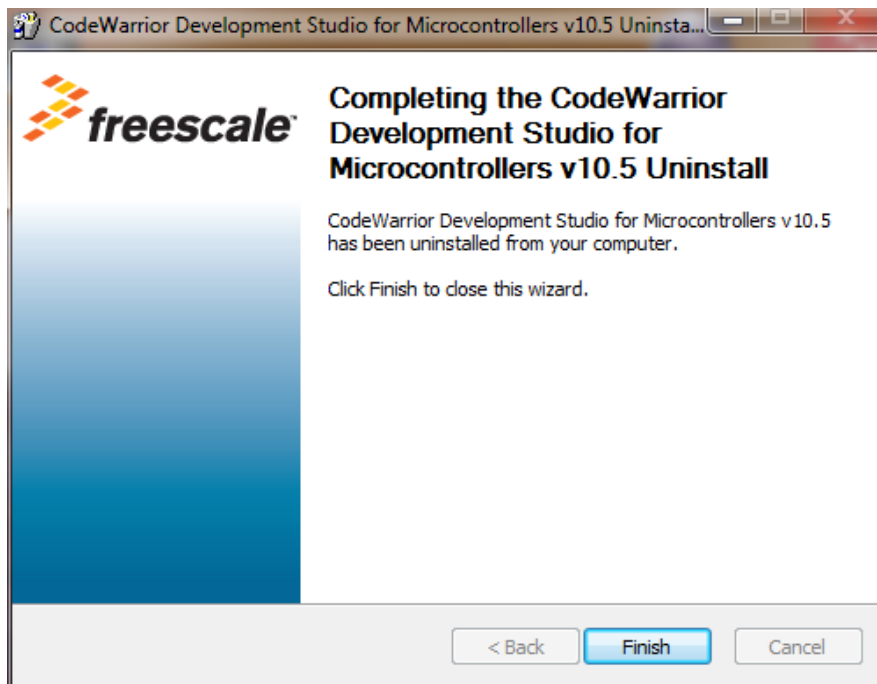 CodeWarrior Development Studio for Microcontrollers v10.5 Uninsta...
freescale™
Completing the CodeWarrior
Development Studio for
Microcontrollers v10.5 Uninstall
CodeWarrior Development Studio for Microcontrollers v10.5
has been uninstalled from your computer.
Click Finish to close this wizard.
< Back
Finish
Cancel